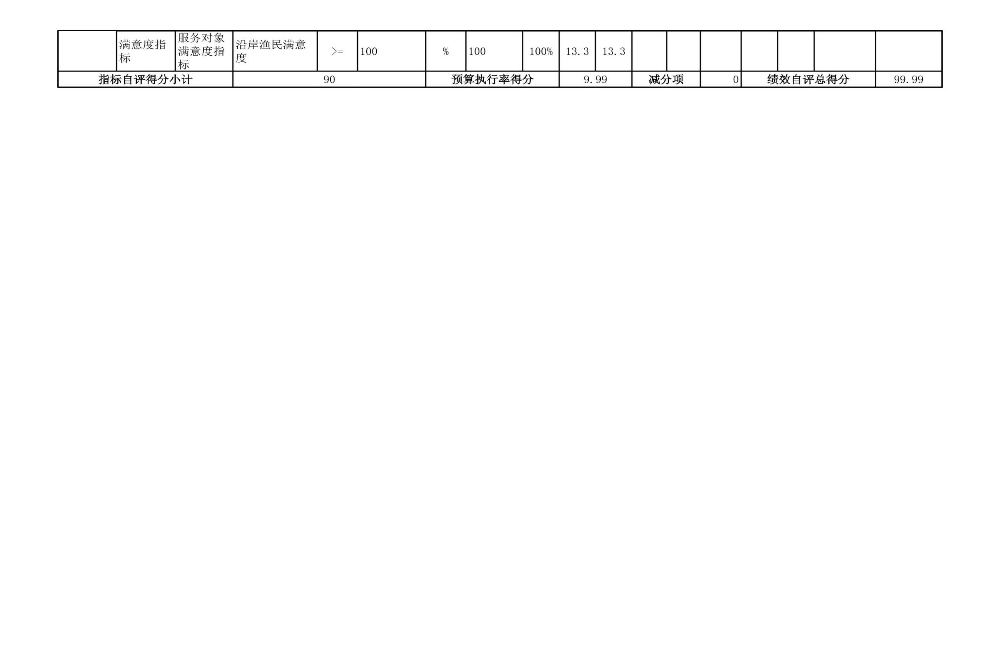 满意度指
标
服务对象
满意度指
标
沿岸渔民满意
度
>=
100
%
100
100%
13.3
13.3
指标自评得分小计
90
预算执行率得分
9.99
减分项
0
绩效自评总得分
99.99